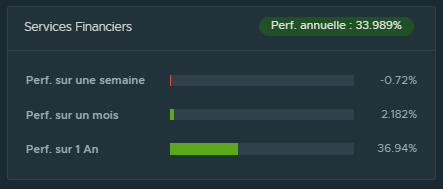 Services Financiers Perf. annuelle : 33.989%
Perf. sur une semaine -0.72%
Perf. sur un mois 2.182%
Perf. sur 1 An 36.94%